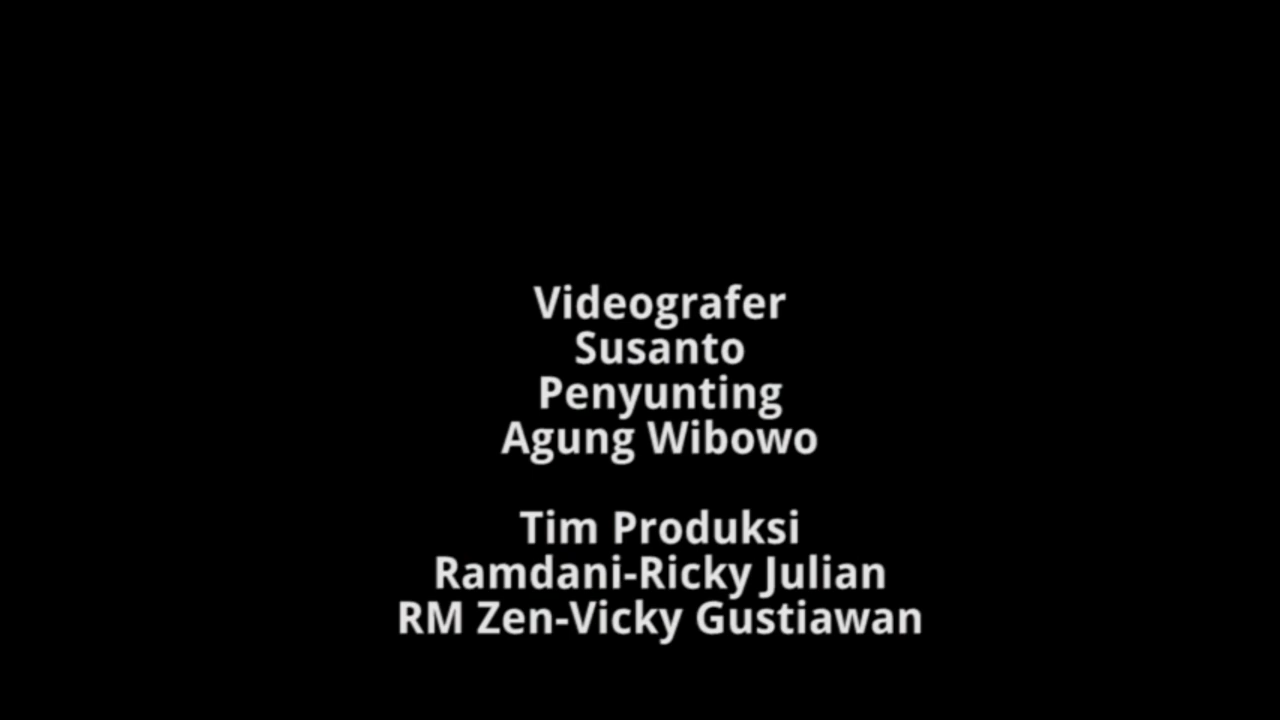 Videografer
Susanto
Penyunting
Agung Wibowo
Tim Produksi
Ramdani-Ricky Julian
RM Zen-Vicky Gustiawan